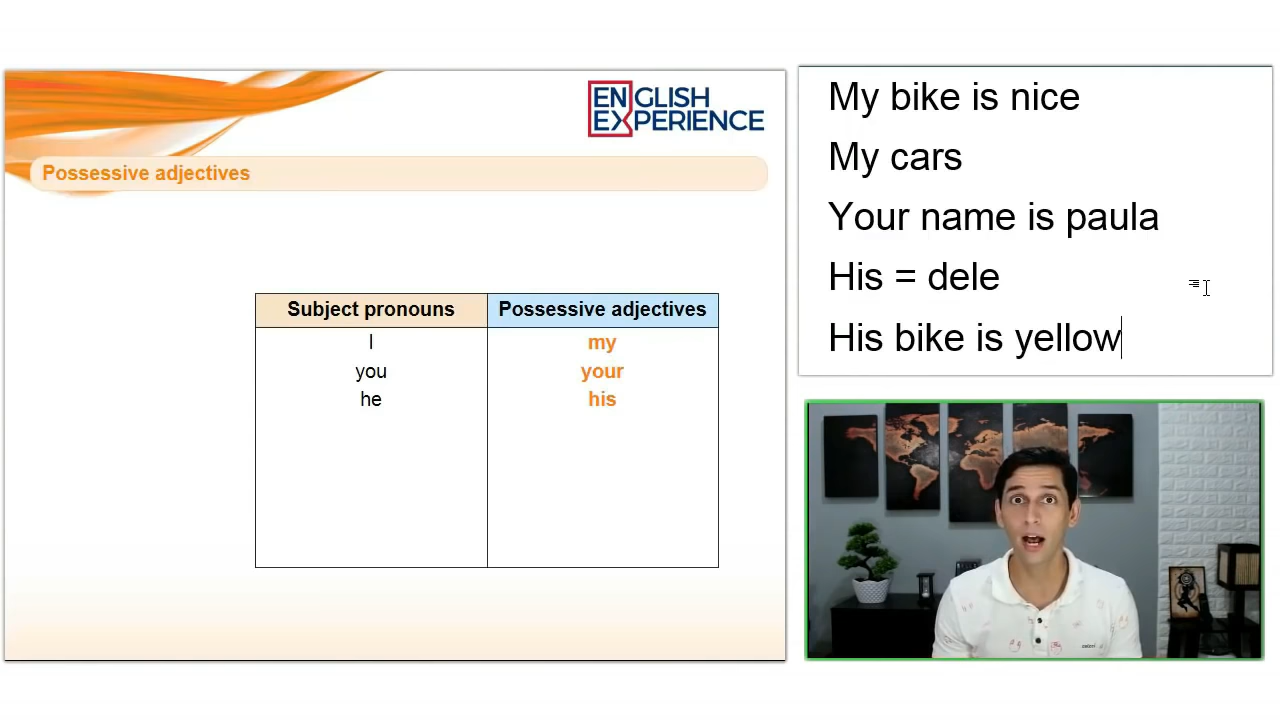 ENGLISH
EXPERIENCE
Possessive adjectives
Subject pronouns Possessive adjectives
I my
you your
he his
My bike is nice
My cars
Your name is paula
His = dele
His bike is yellow